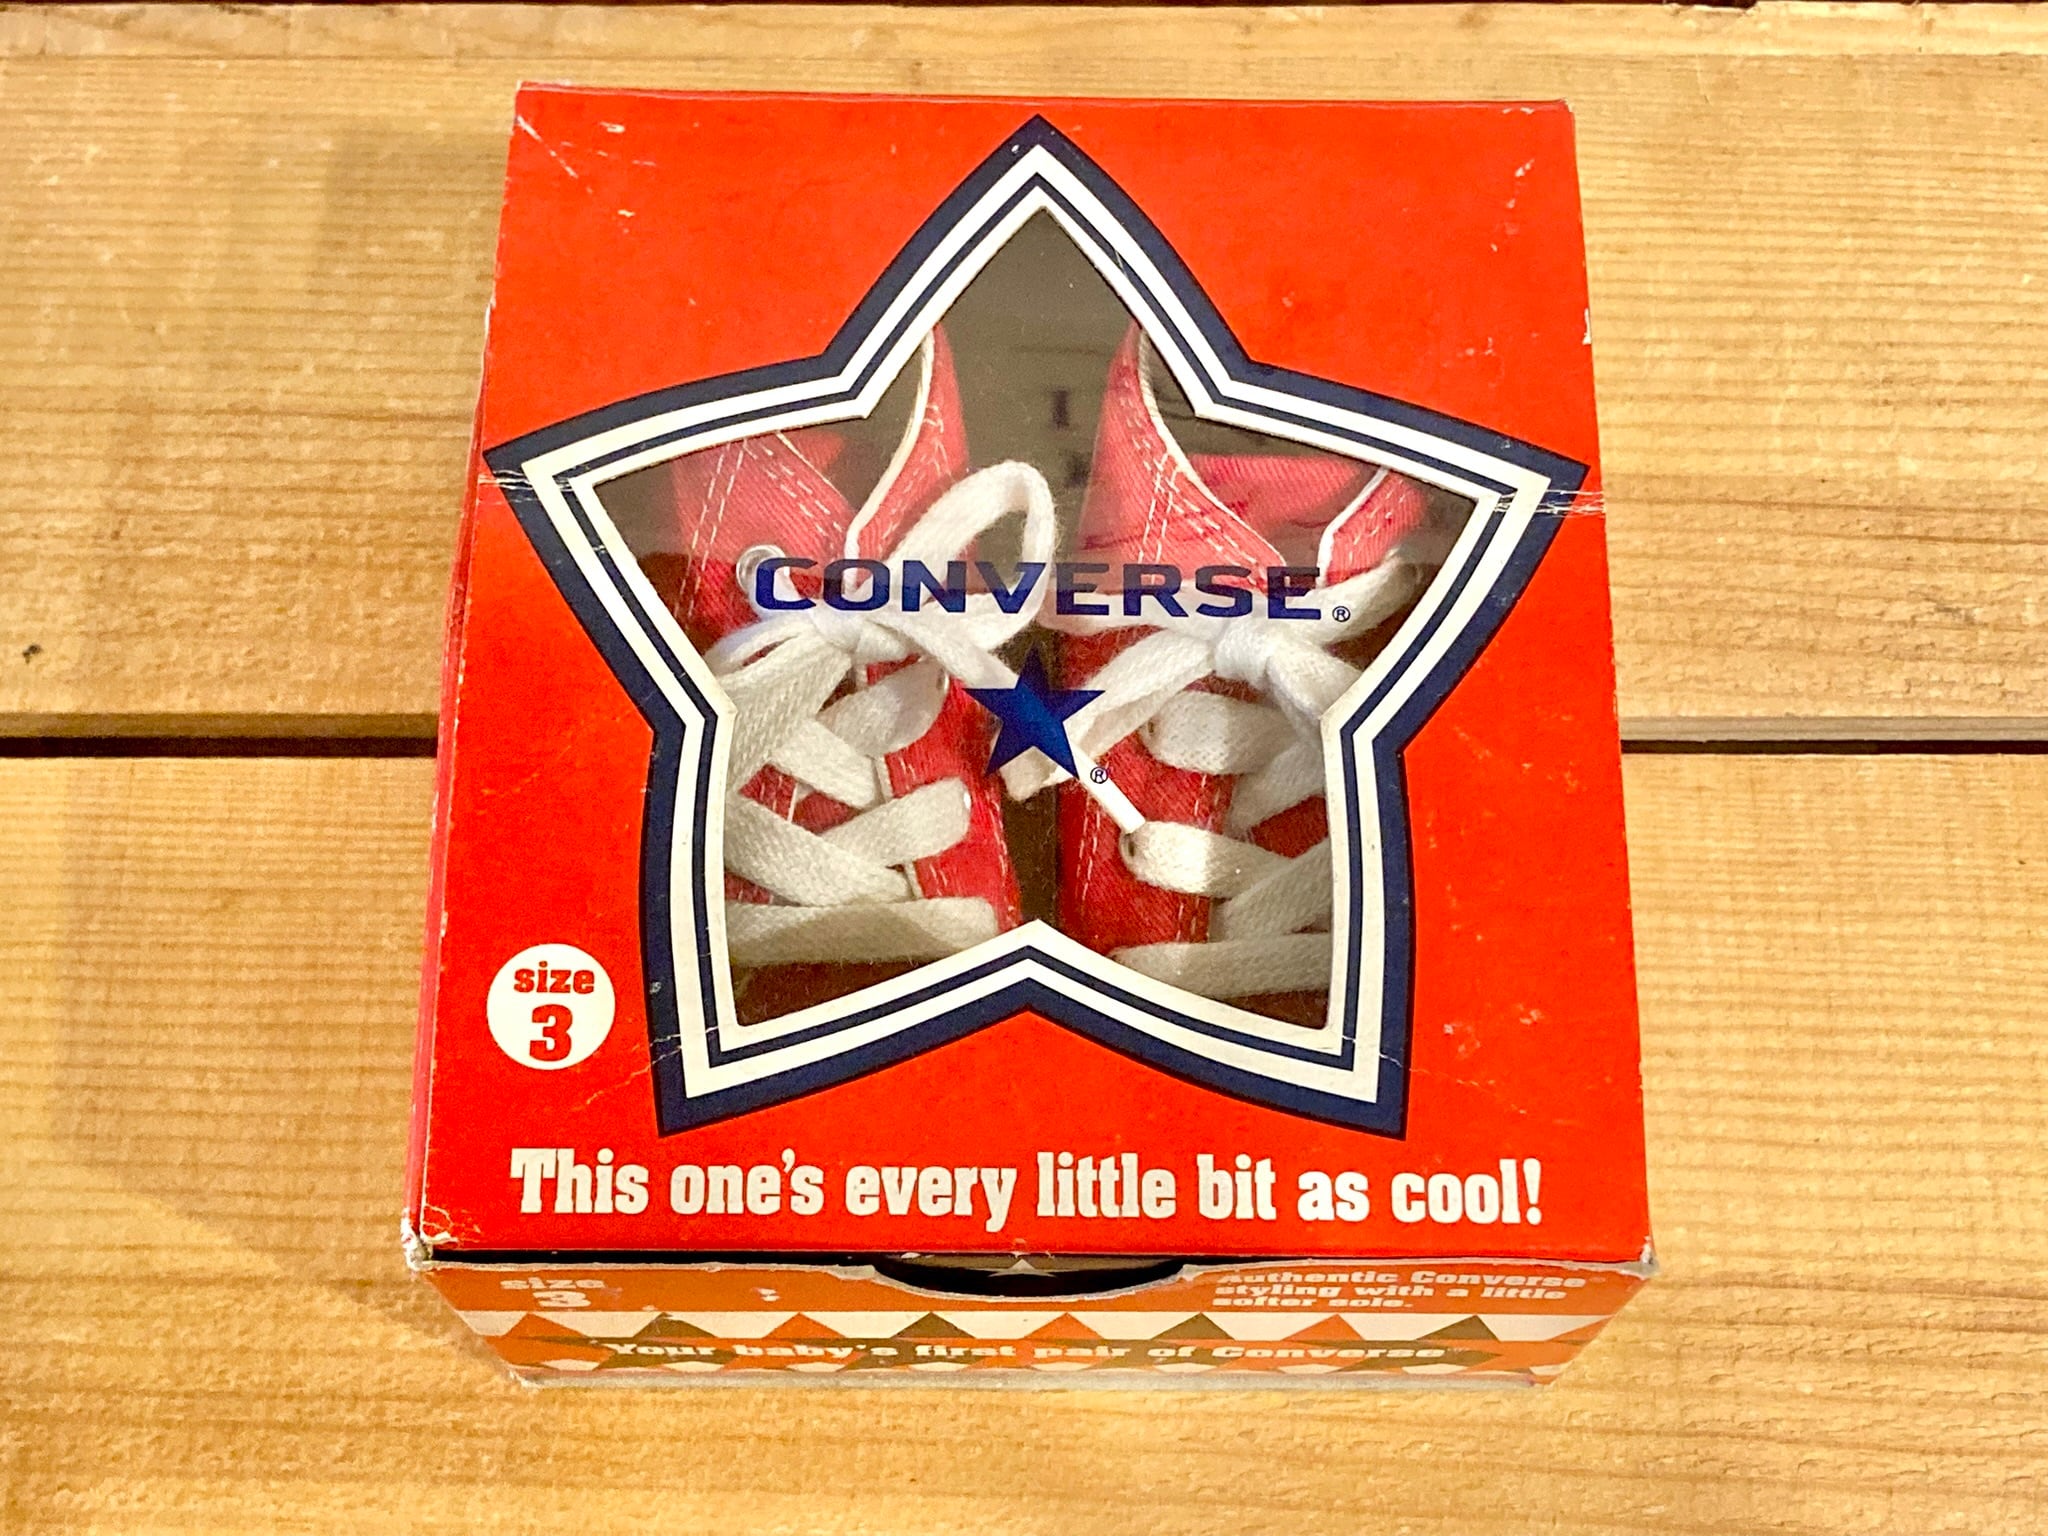 CONVERSE®
®
size
3
This one's every little bit as cool!
size
3
Authentic Converse®
styling with a little
softer sole.
Your baby's first pair of Converse®